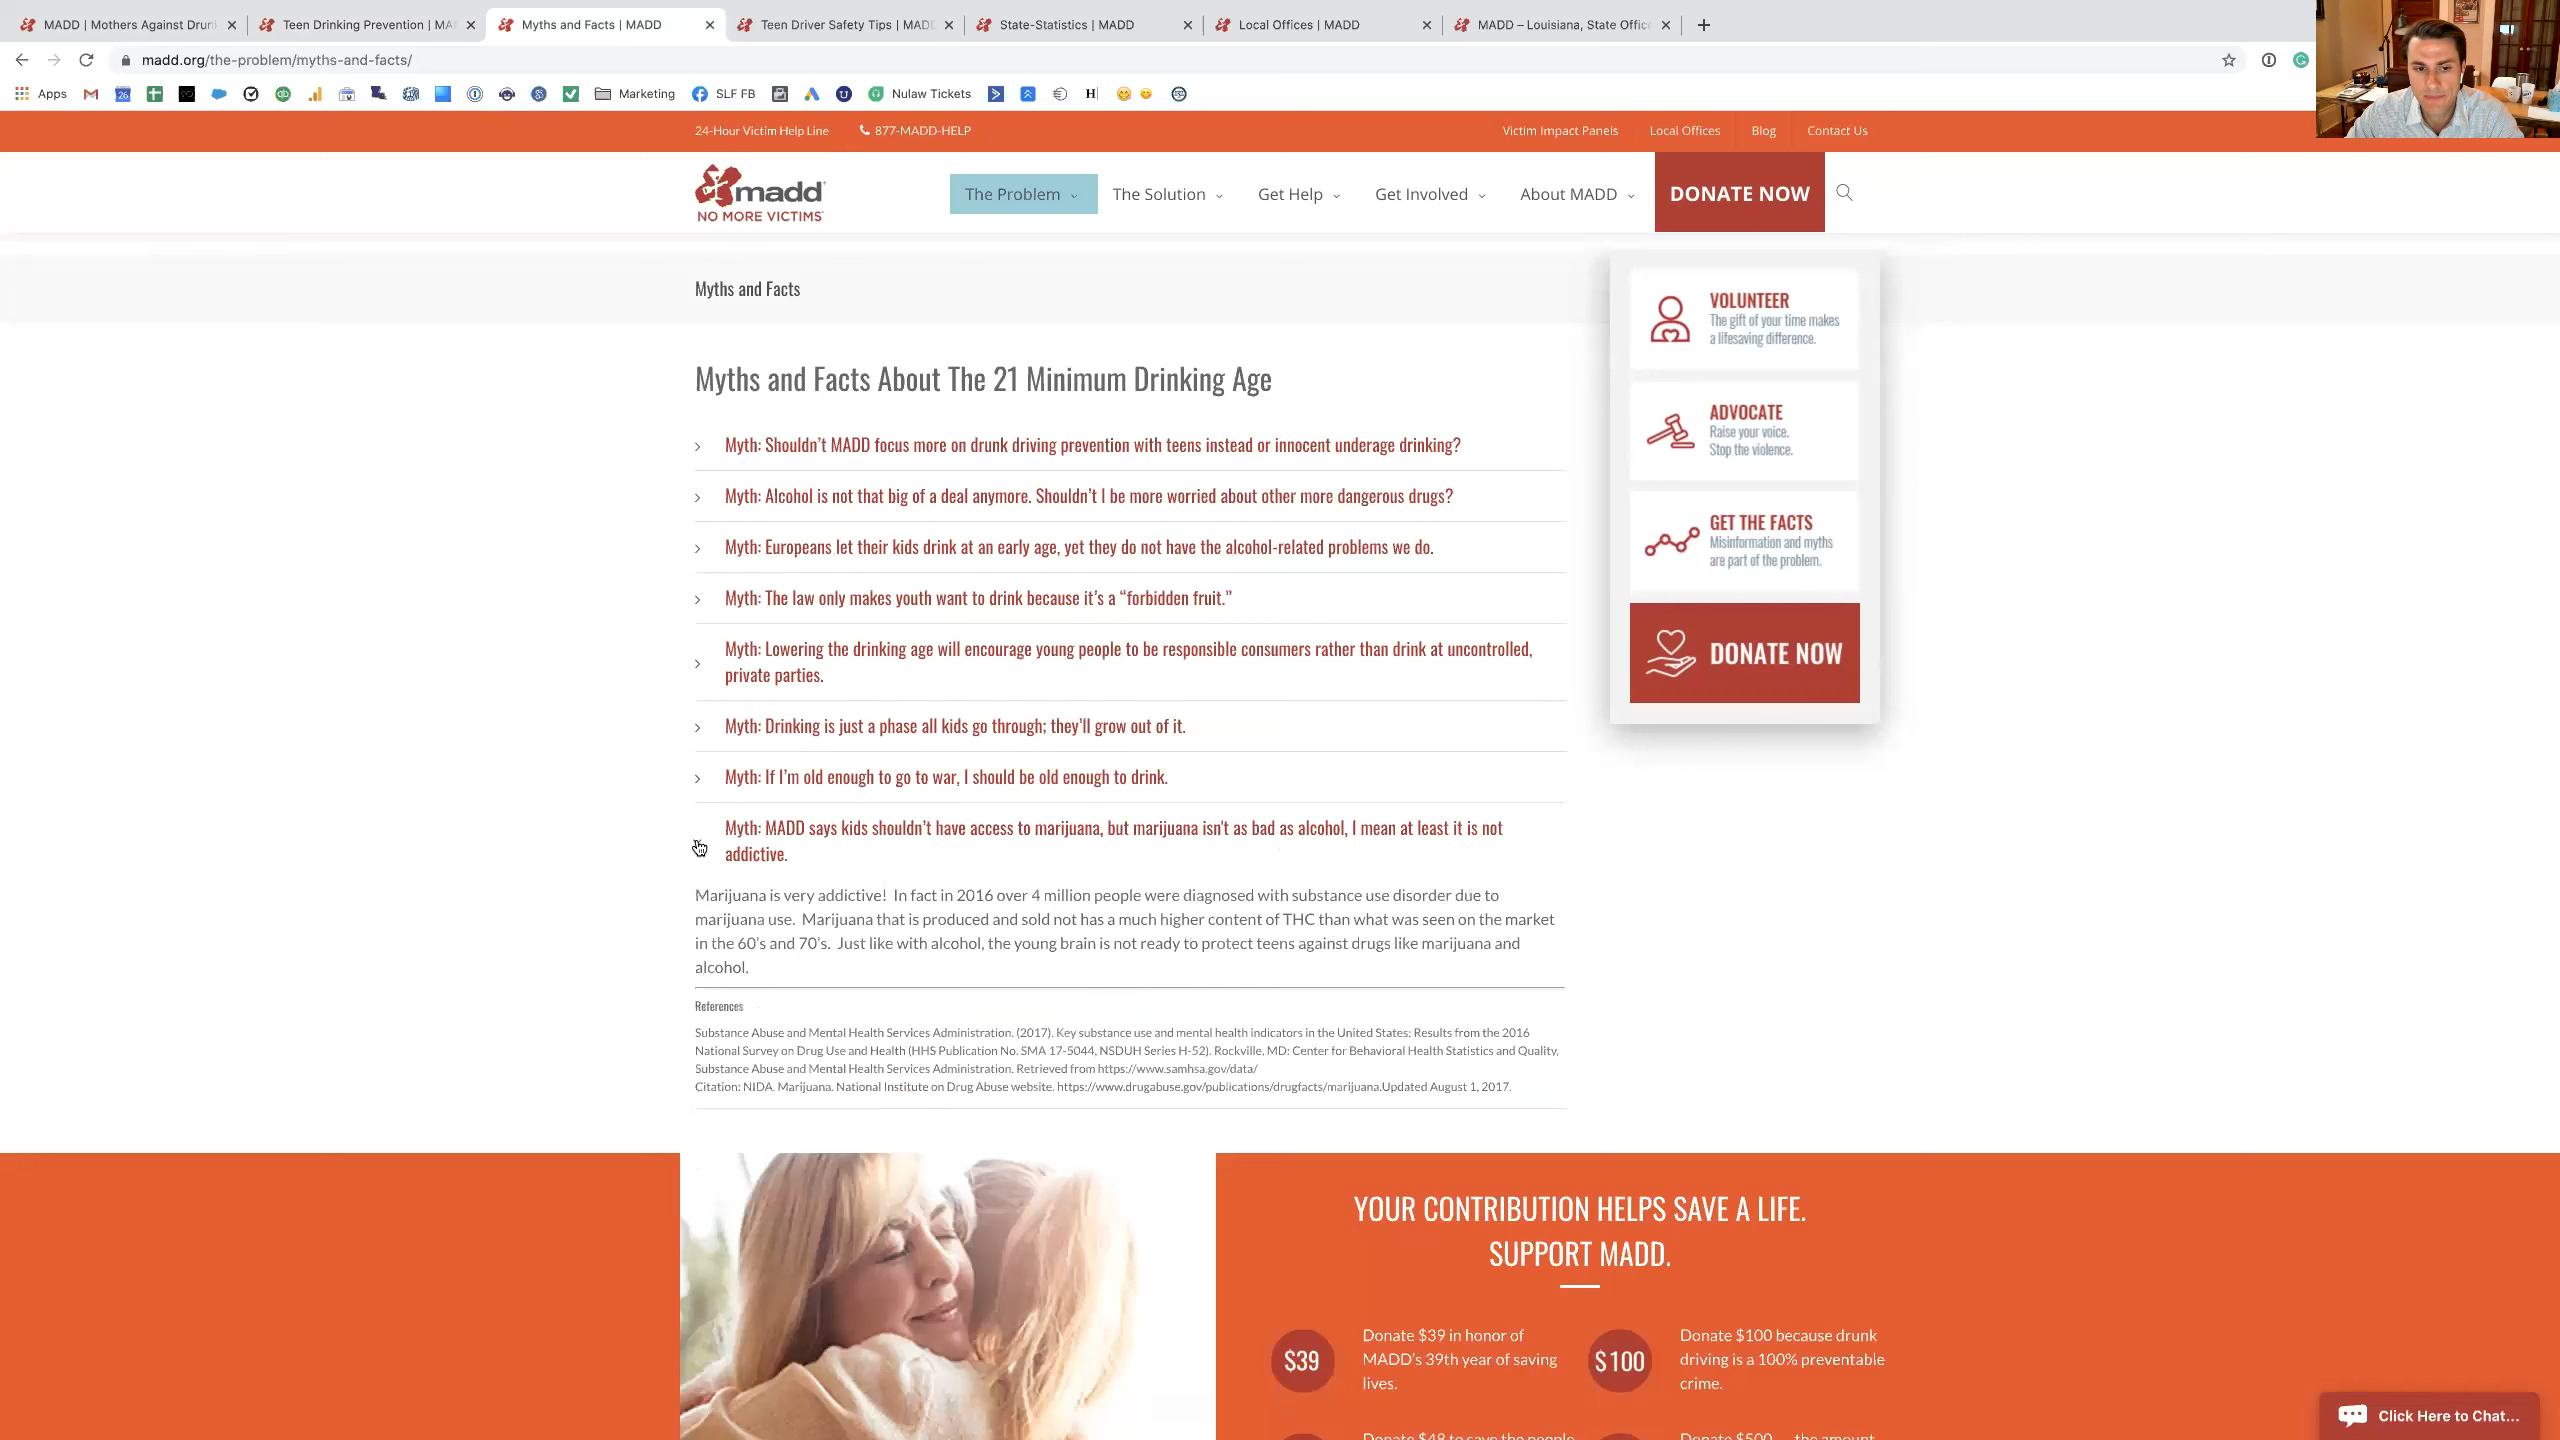 MADD | Mothers Against Drun
Teen Drinking Prevention | MA
Myths and Facts | MADD
Teen Driver Safety Tips | MADD
State-Statistics | MADD
Local Offices | MADD
MADD – Louisiana, State Offic
madd.org/the-problem/myths-and-facts/
Apps
Marketing
SLF FB
Nulaw Tickets
24-Hour Victim Help Line
877-MADD-HELP
Victim Impact Panels
Local Offices
Blog
Contact Us
madd
NO MORE VICTIMS
The Problem
The Solution
Get Help
Get Involved
About MADD
DONATE NOW
Myths and Facts
Myths and Facts About The 21 Minimum Drinking Age
Myth: Shouldn’t MADD focus more on drunk driving prevention with teens instead or innocent underage drinking?
Myth: Alcohol is not that big of a deal anymore. Shouldn’t I be more worried about other more dangerous drugs?
Myth: Europeans let their kids drink at an early age, yet they do not have the alcohol-related problems we do.
Myth: The law only makes youth want to drink because it’s a “forbidden fruit.”
Myth: Lowering the drinking age will encourage young people to be responsible consumers rather than drink at uncontrolled,
private parties.
Myth: Drinking is just a phase all kids go through; they’ll grow out of it.
Myth: If I’m old enough to go to war, I should be old enough to drink.
Myth: MADD says kids shouldn’t have access to marijuana, but marijuana isn't as bad as alcohol, I mean at least it is not
addictive.
Marijuana is very addictive! In fact in 2016 over 4 million people were diagnosed with substance use disorder due to
marijuana use. Marijuana that is produced and sold not has a much higher content of THC than what was seen on the market
in the 60’s and 70’s. Just like with alcohol, the young brain is not ready to protect teens against drugs like marijuana and
alcohol.
References
Substance Abuse and Mental Health Services Administration. (2017). Key substance use and mental health indicators in the United States: Results from the 2016
National Survey on Drug Use and Health (HHS Publication No. SMA 17-5044, NSDUH Series H-52). Rockville, MD: Center for Behavioral Health Statistics and Quality,
Substance Abuse and Mental Health Services Administration. Retrieved from https://www.samhsa.gov/data/
Citation: NIDA. Marijuana. National Institute on Drug Abuse website. https://www.drugabuse.gov/publications/drugfacts/marijuana.Updated August 1, 2017.
VOLUNTEER
The gift of your time makes
a lifesaving difference.
ADVOCATE
Raise your voice.
Stop the violence.
GET THE FACTS
Misinformation and myths
are part of the problem.
DONATE NOW
YOUR CONTRIBUTION HELPS SAVE A LIFE.
SUPPORT MADD.
$39
Donate $39 in honor of
MADD’s 39th year of saving
lives.
$100
Donate $100 because drunk
driving is a 100% preventable
crime.
Donate $48 to save the people
Donate $500 — the amount
Click Here to Chat...